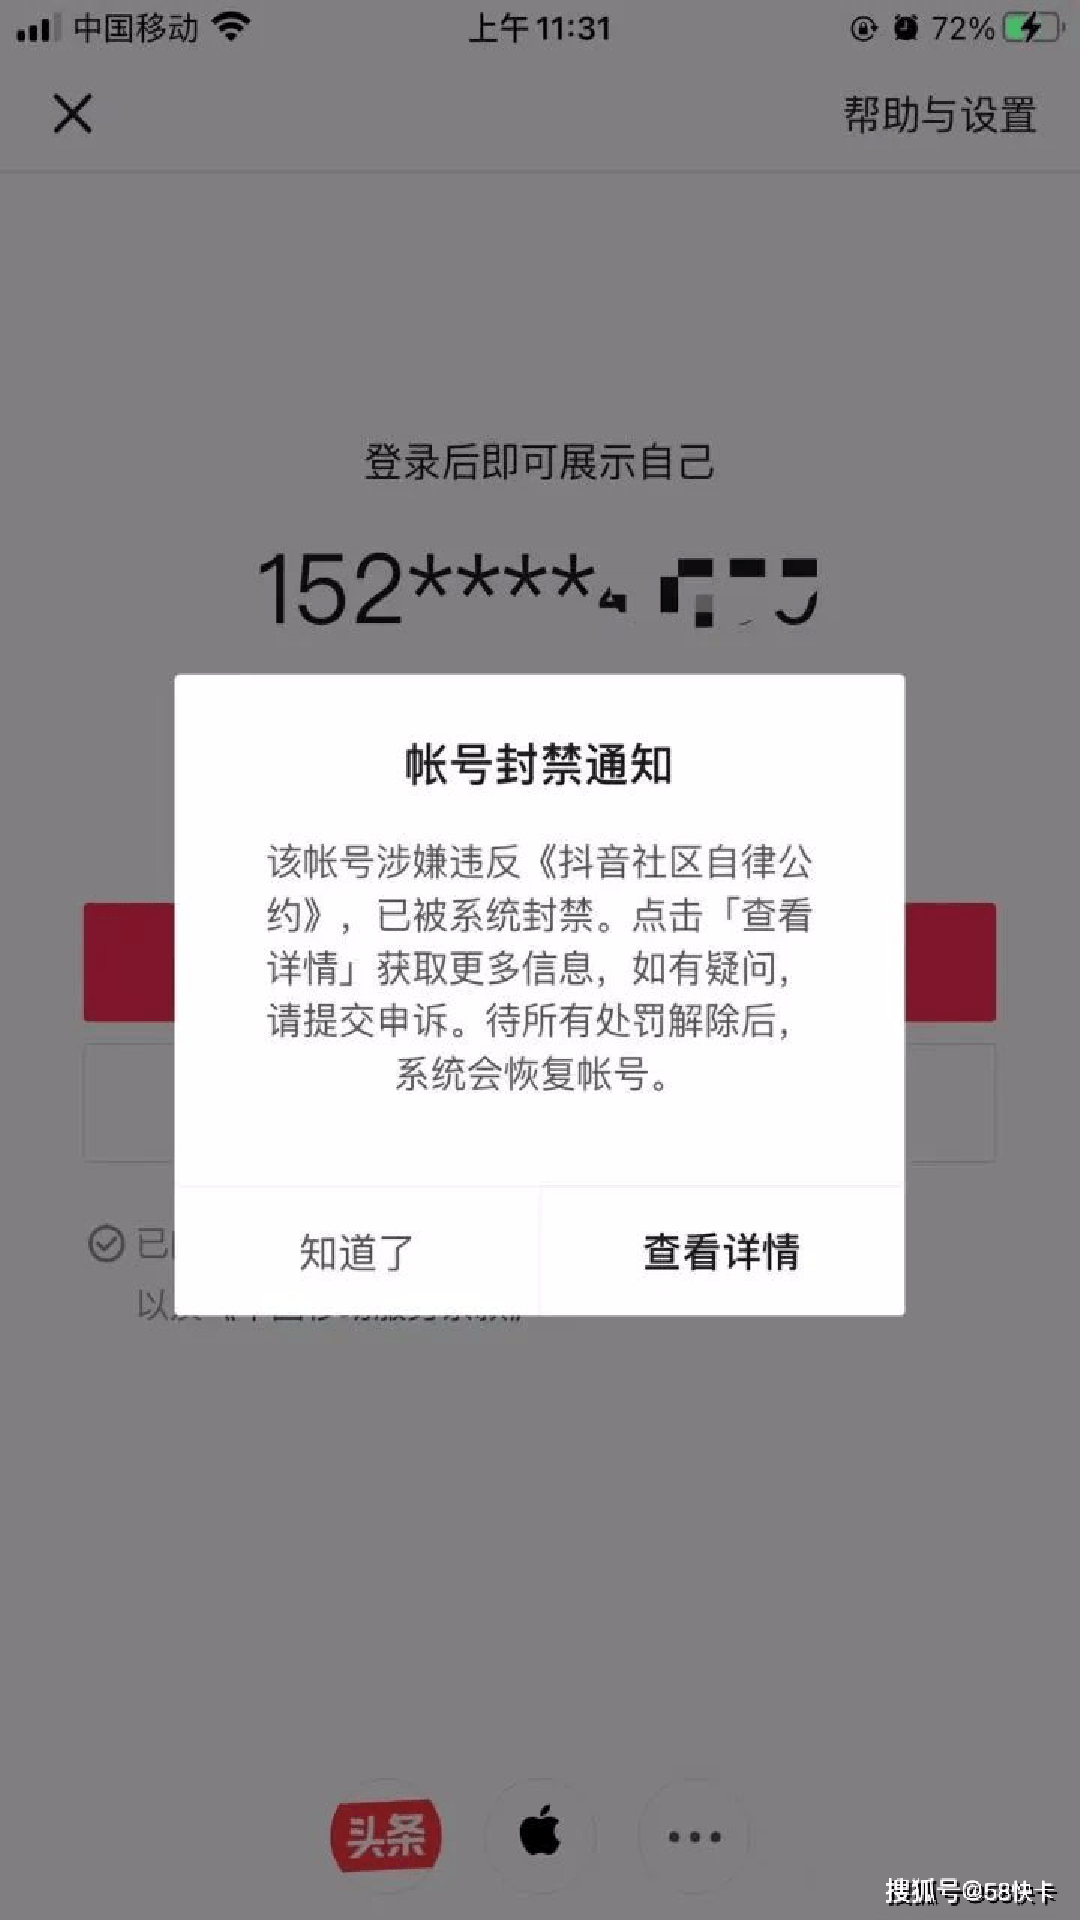 中国移动
上午11:31
72%
帮助与设置
登录后即可展示自己
152****
帐号封禁通知
该帐号涉嫌违反《抖音社区自律公
约》，已被系统封禁。点击「查看
详情」获取更多信息，如有疑问，
请提交申诉。待所有处罚解除后，
系统会恢复帐号。
知道了
查看详情
已
以
头条
搜狐号@58快卡